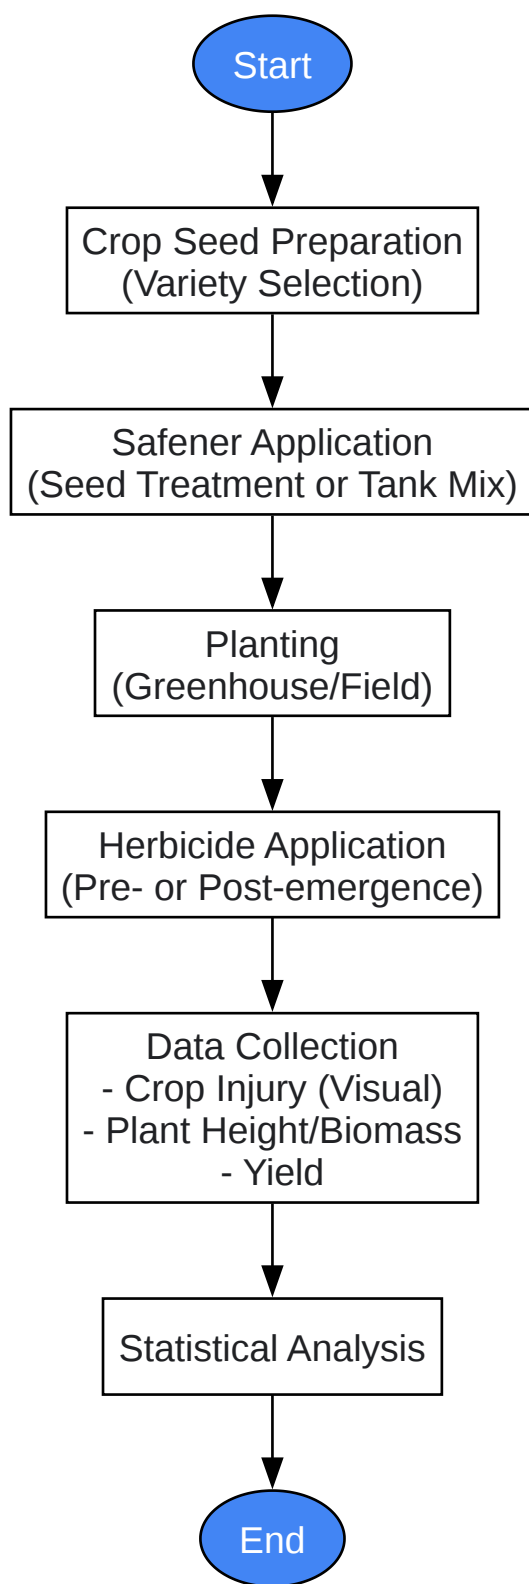 Start
Crop Seed Preparation
(Variety Selection)
Safener Application
(Seed Treatment or Tank Mix)
Planting
(Greenhouse/Field)
Herbicide Application
(Pre- or Post-emergence)
Data Collection
- Crop Injury (Visual)
- Plant Height/Biomass
- Yield
Statistical Analysis
End